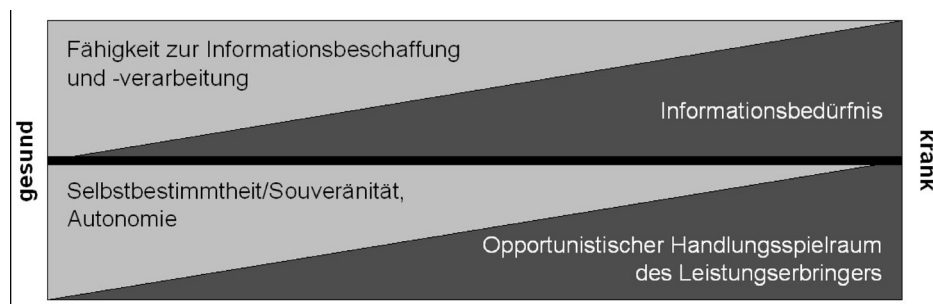 Fähigkeit zur Informationsbeschaffung
und -verarbeitung
Informationsbedürfnis
gesund
krank
Selbstbestimmtheit/Souveränität,
Autonomie
Opportunistischer Handlungsspielraum
des Leistungserbringers